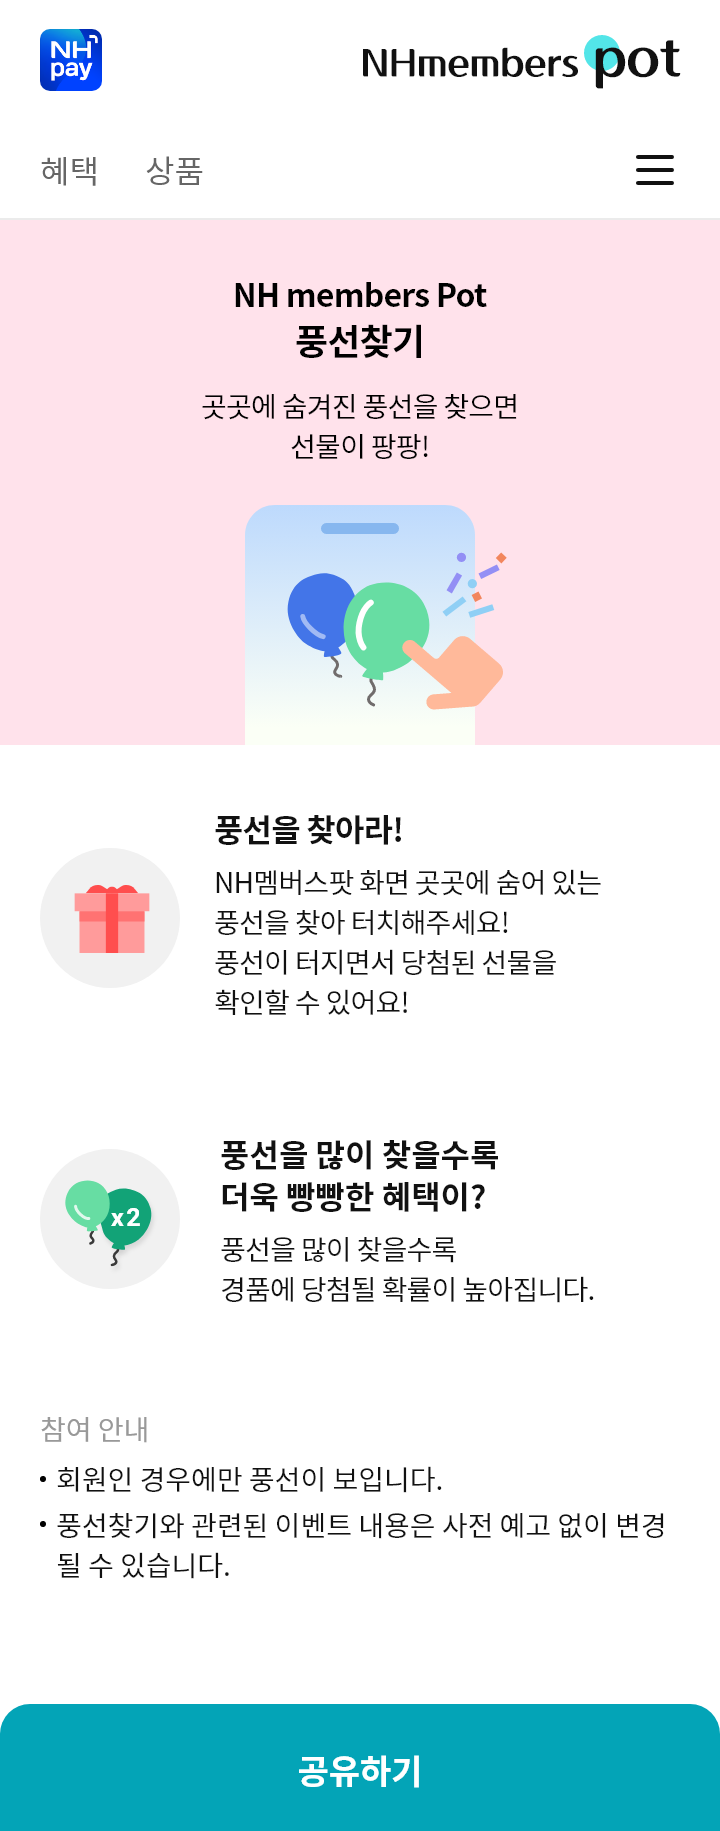 NH
pay
NHmembers pot
혜택 상품
NH members Pot
풍선찾기
곳곳에 숨겨진 풍선을 찾으면
선물이 팡팡!
풍선을 찾아라!
NH멤버스팟 화면 곳곳에 숨어 있는
풍선을 찾아 터치해주세요!
풍선이 터지면서 당첨된 선물을
확인할 수 있어요!
풍선을 많이 찾을수록
더욱 빵빵한 혜택이?
x2
풍선을 많이 찾을수록
경품에 당첨될 확률이 높아집니다.
참여 안내
• 회원인 경우에만 풍선이 보입니다.
• 풍선찾기와 관련된 이벤트 내용은 사전 예고 없이 변경
될 수 있습니다.
공유하기